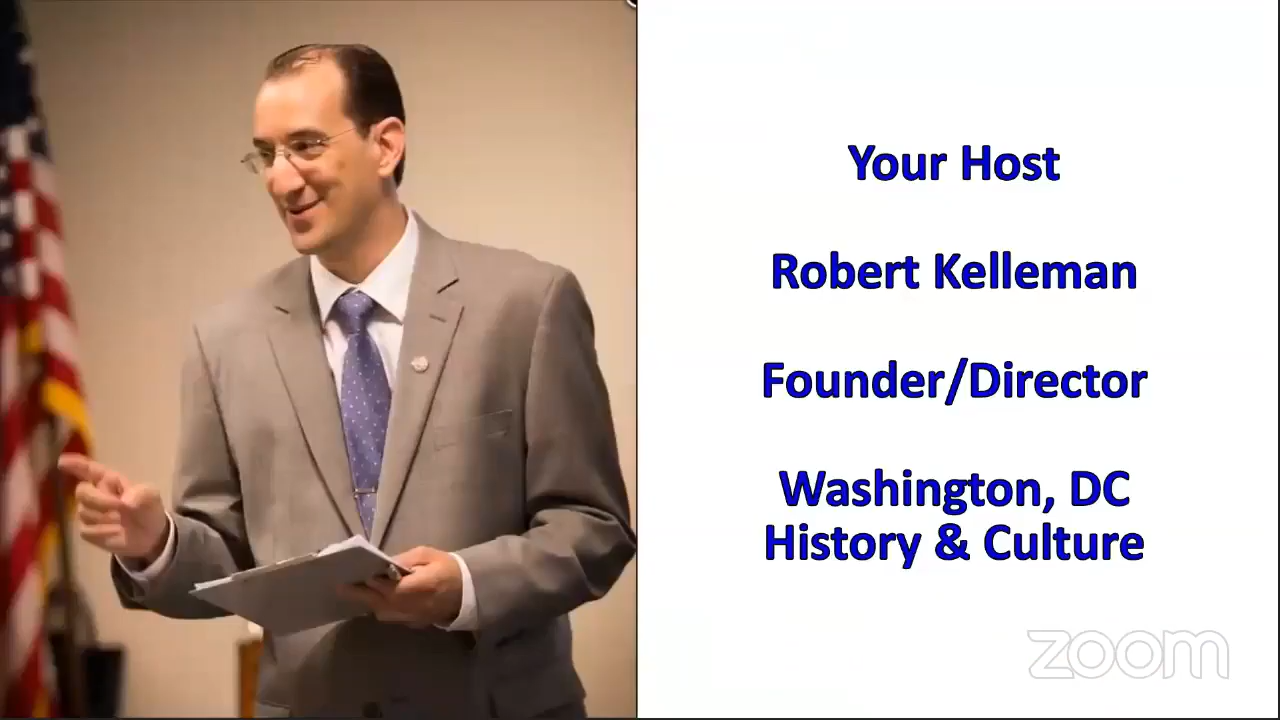 Your Host
Robert Kelleman
Founder/Director
Washington, DC
History & Culture
zoom